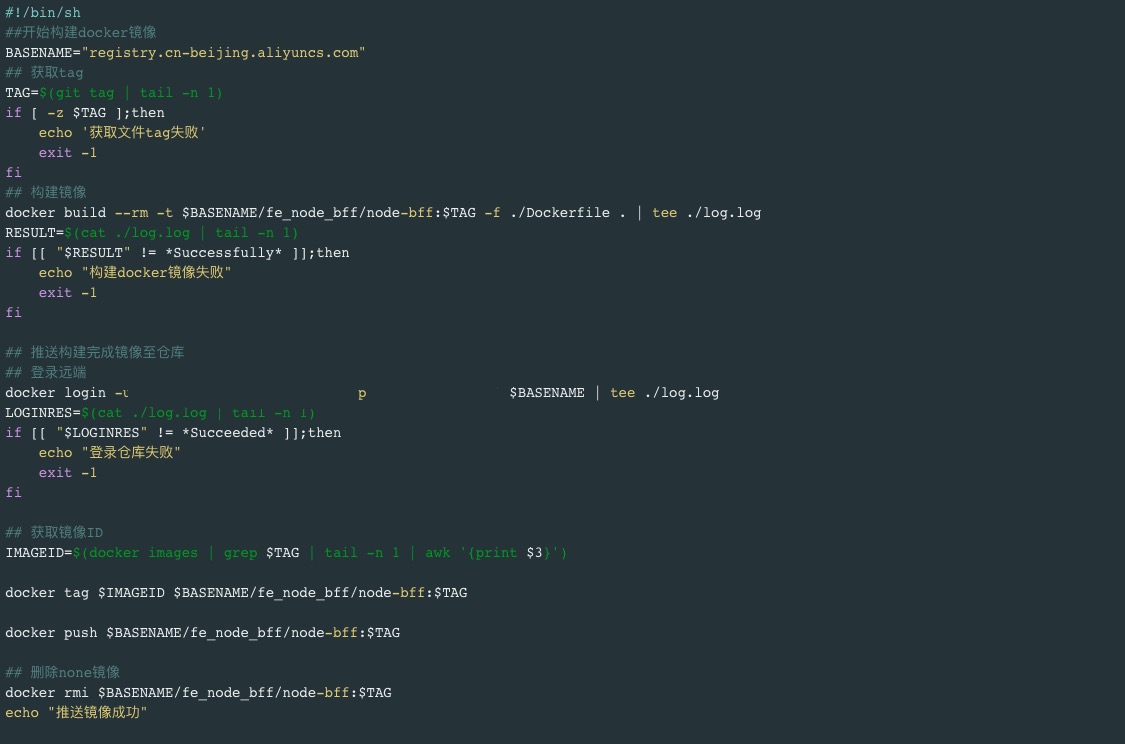 #!/bin/sh
##开始构建docker镜像
BASENAME="registry.cn-beijing.aliyuncs.com"
## 获取tag
TAG=$(git tag | tail -n 1)
if [ -z $TAG ];then
    echo '获取文件tag失败'
    exit -1
fi
## 构建镜像
docker build --rm -t $BASENAME/fe_node_bff/node-bff:$TAG -f ./Dockerfile . | tee ./log.log
RESULT=$(cat ./log.log | tail -n 1)
if [[ "$RESULT" != *Successfully* ]];then
    echo "构建docker镜像失败"
    exit -1
fi

## 推送构建完成镜像至仓库
## 登录远端
docker login -u p $BASENAME | tee ./log.log
LOGINRES=$(cat ./log.log | tail -n 1)
if [[ "$LOGINRES" != *Succeeded* ]];then
    echo "登录仓库失败"
    exit -1
fi

## 获取镜像ID
IMAGEID=$(docker images | grep $TAG | tail -n 1 | awk '{print $3}')

docker tag $IMAGEID $BASENAME/fe_node_bff/node-bff:$TAG

docker push $BASENAME/fe_node_bff/node-bff:$TAG

## 删除none镜像
docker rmi $BASENAME/fe_node_bff/node-bff:$TAG
echo "推送镜像成功"